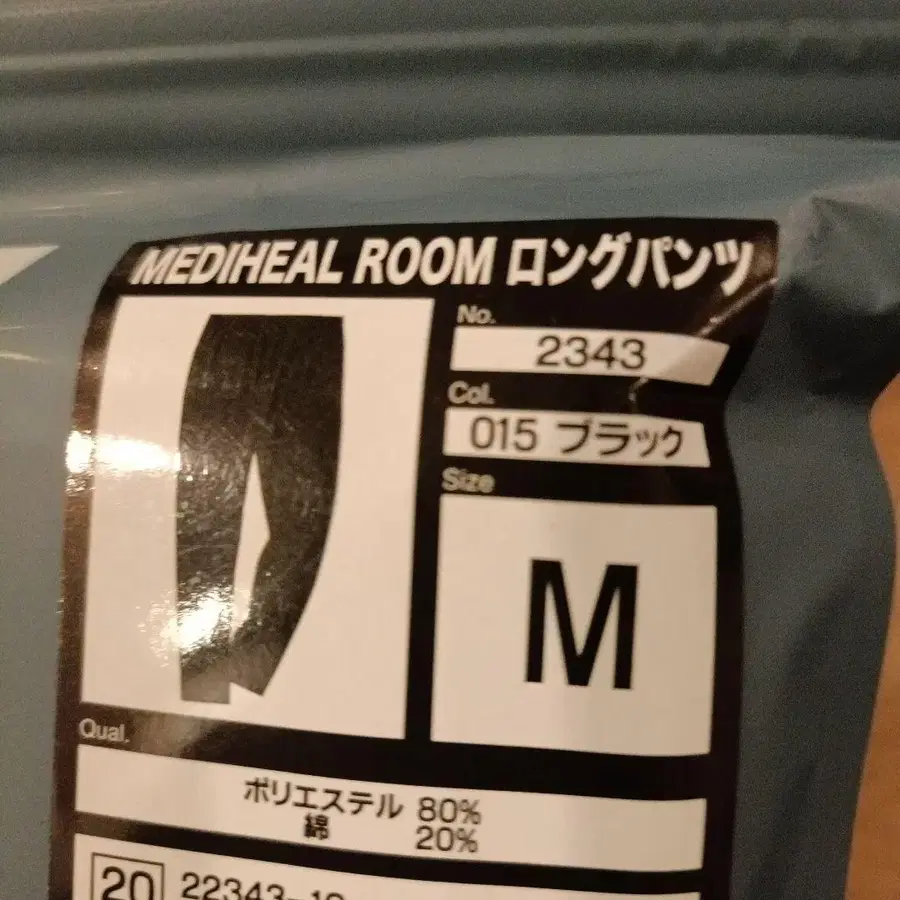 MEDIHEAL ROOM ロングパンツ
No.
2343
Col.
015 ブラック
Size
M
Qual.
ポリエステル 80%
綿 20%
20